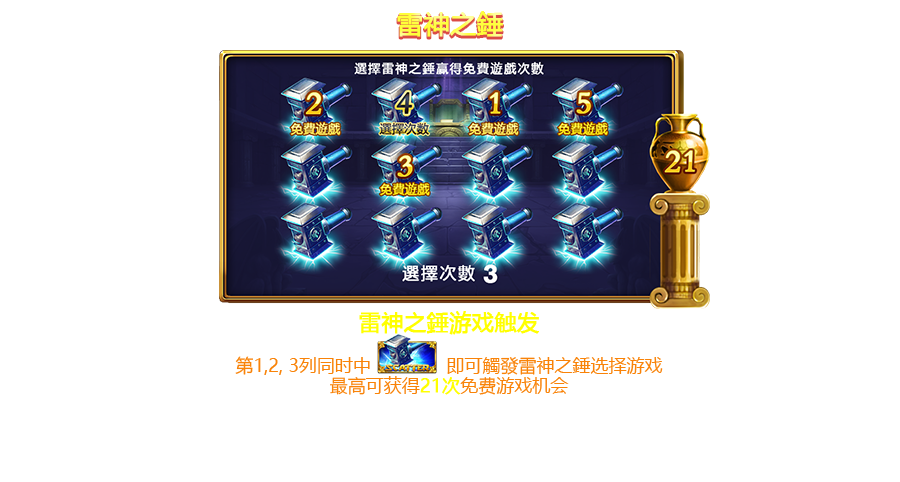 雷神之錘
選擇雷神之錘贏得免費遊戲次數
2 4 1 5
免費遊戲 選擇次數 免費遊戲 免費遊戲
3
免費遊戲
21
選擇次數 3
雷神之錘游戏触发
第1,2, 3列同时中 SCATTER 即可觸發雷神之錘选择游戏
最高可获得21次免费游戏机会